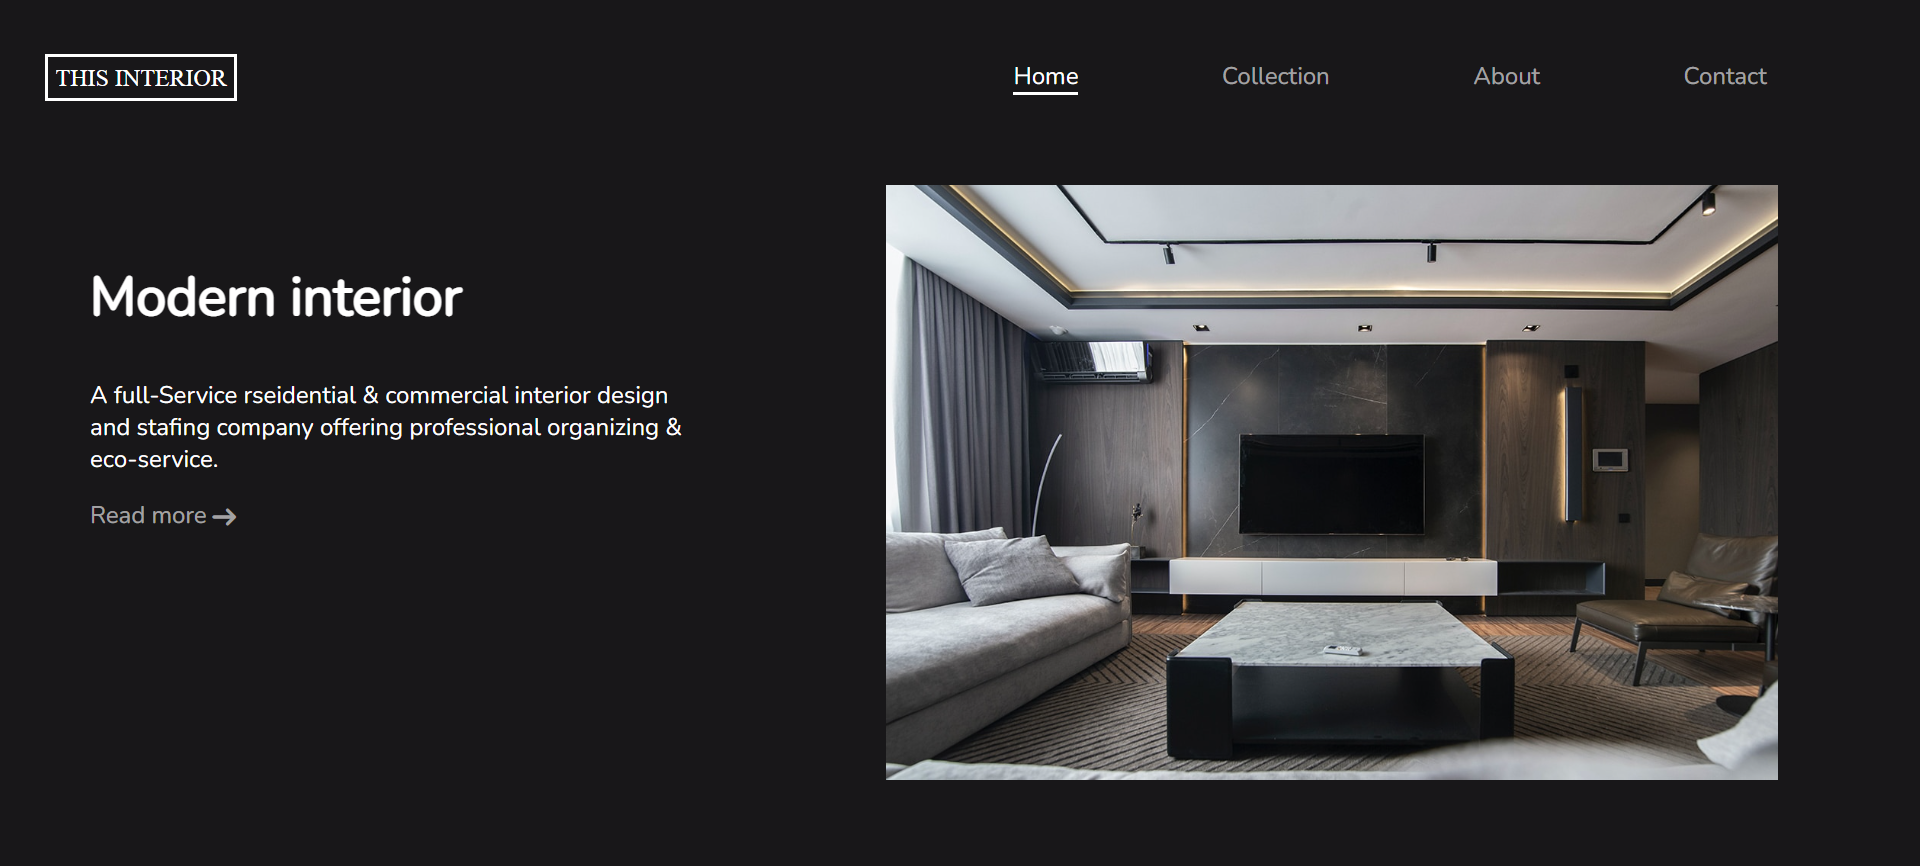 THIS INTERIOR
Home
Collection
About
Contact
Modern interior
A full-Service rseidential & commercial interior design
and stafing company offering professional organizing &
eco-service.
Read more